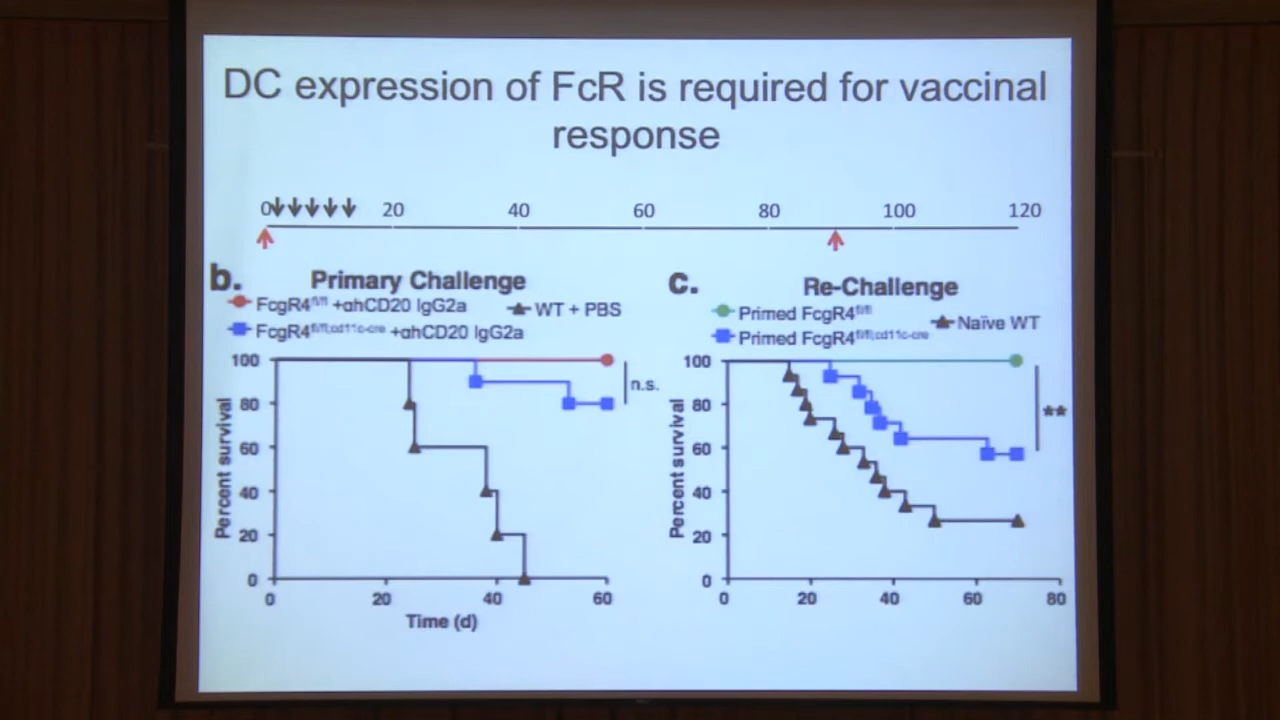 DC expression of FcR is required for vaccinal
response
0 20 40 60 80 100 120
b. Primary Challenge
FcgR4fl/fl +αhCD20 IgG2a
WT + PBS
FcgR4fl/fl;cd11c-cre +αhCD20 IgG2a
100
80
60
40
20
0
Percent survival
n.s.
0 20 40 60
Time (d)
c. Re-Challenge
Primed FcgR4fl/fl
Primed FcgR4fl/fl;cd11c-cre
Naïve WT
100
80
60
40
20
0
Percent survival
**
0 20 40 60 80